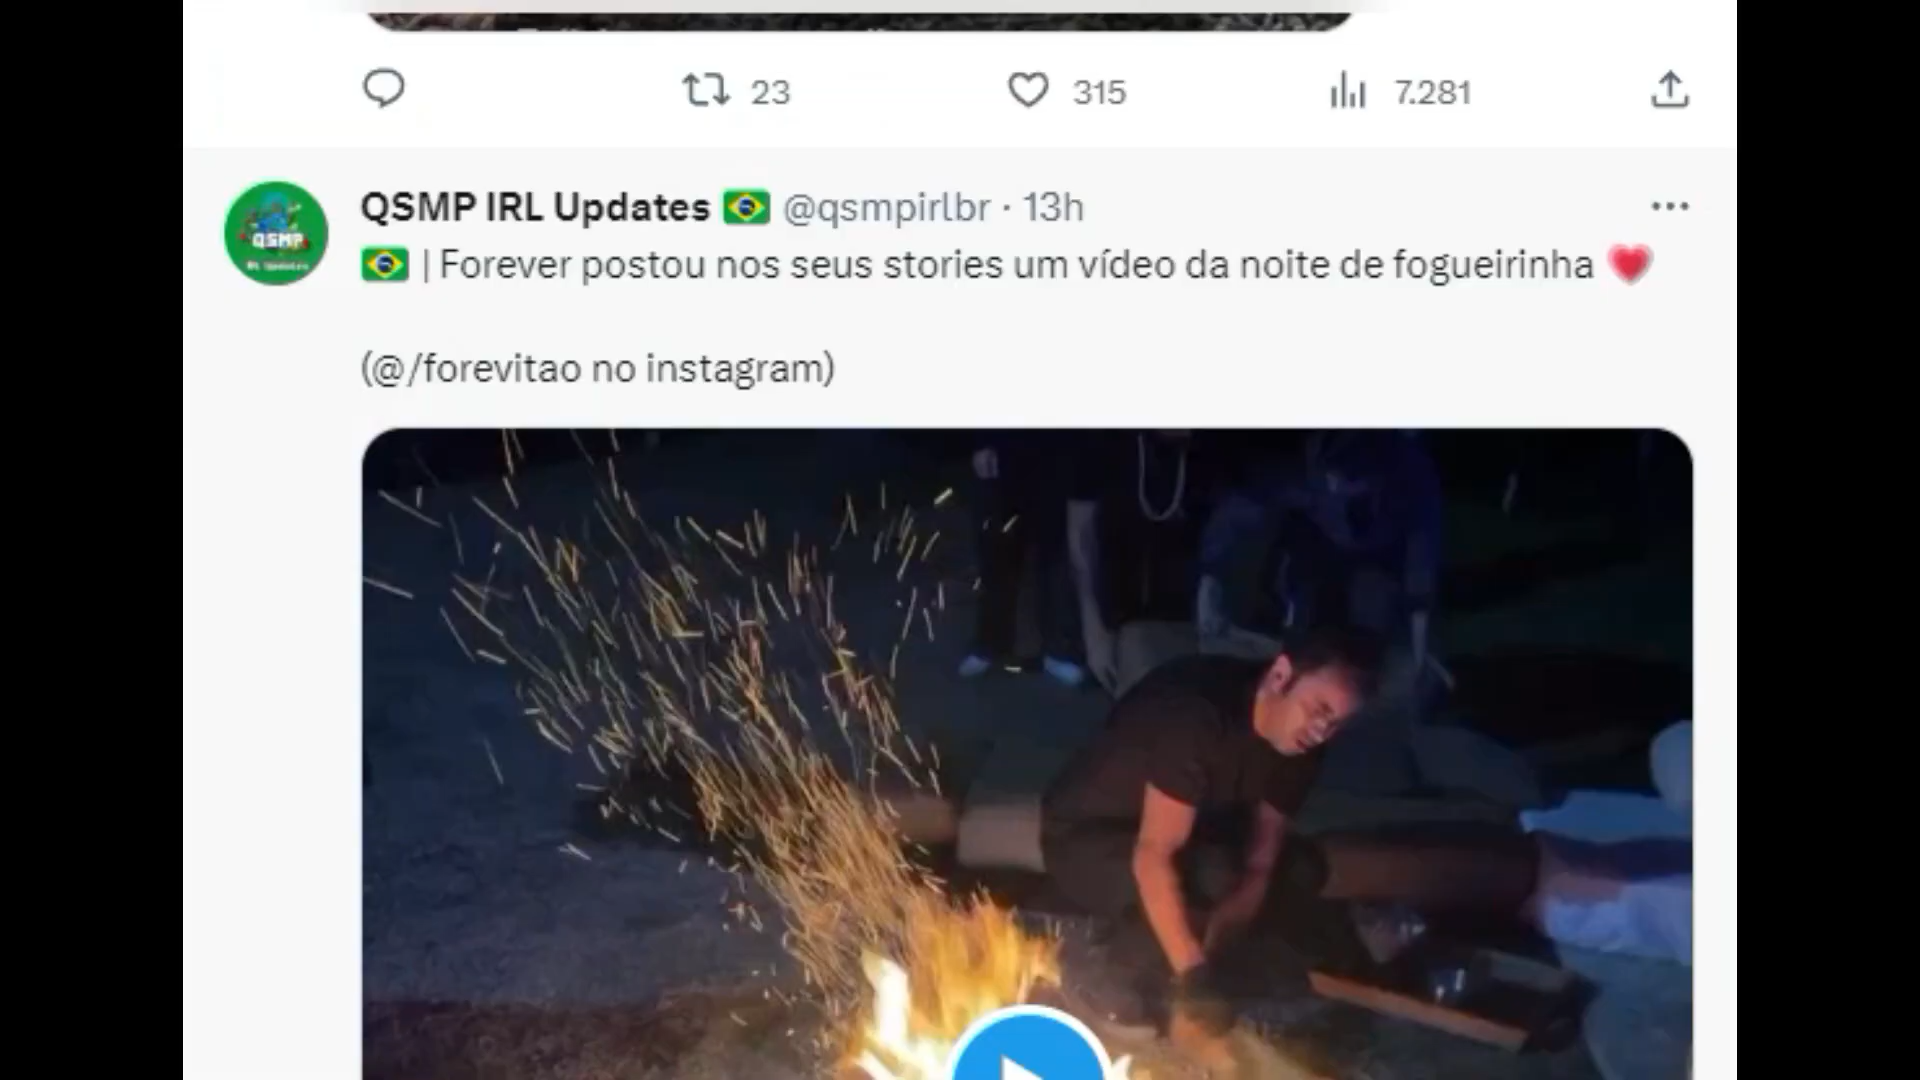 23 315 7.281
QSMP IRL Updates 🇧🇷 @qsmpirlbr · 13h
🇧🇷 | Forever postou nos seus stories um vídeo da noite de fogueirinha 💗
(@/forevitao no instagram)
QSMP